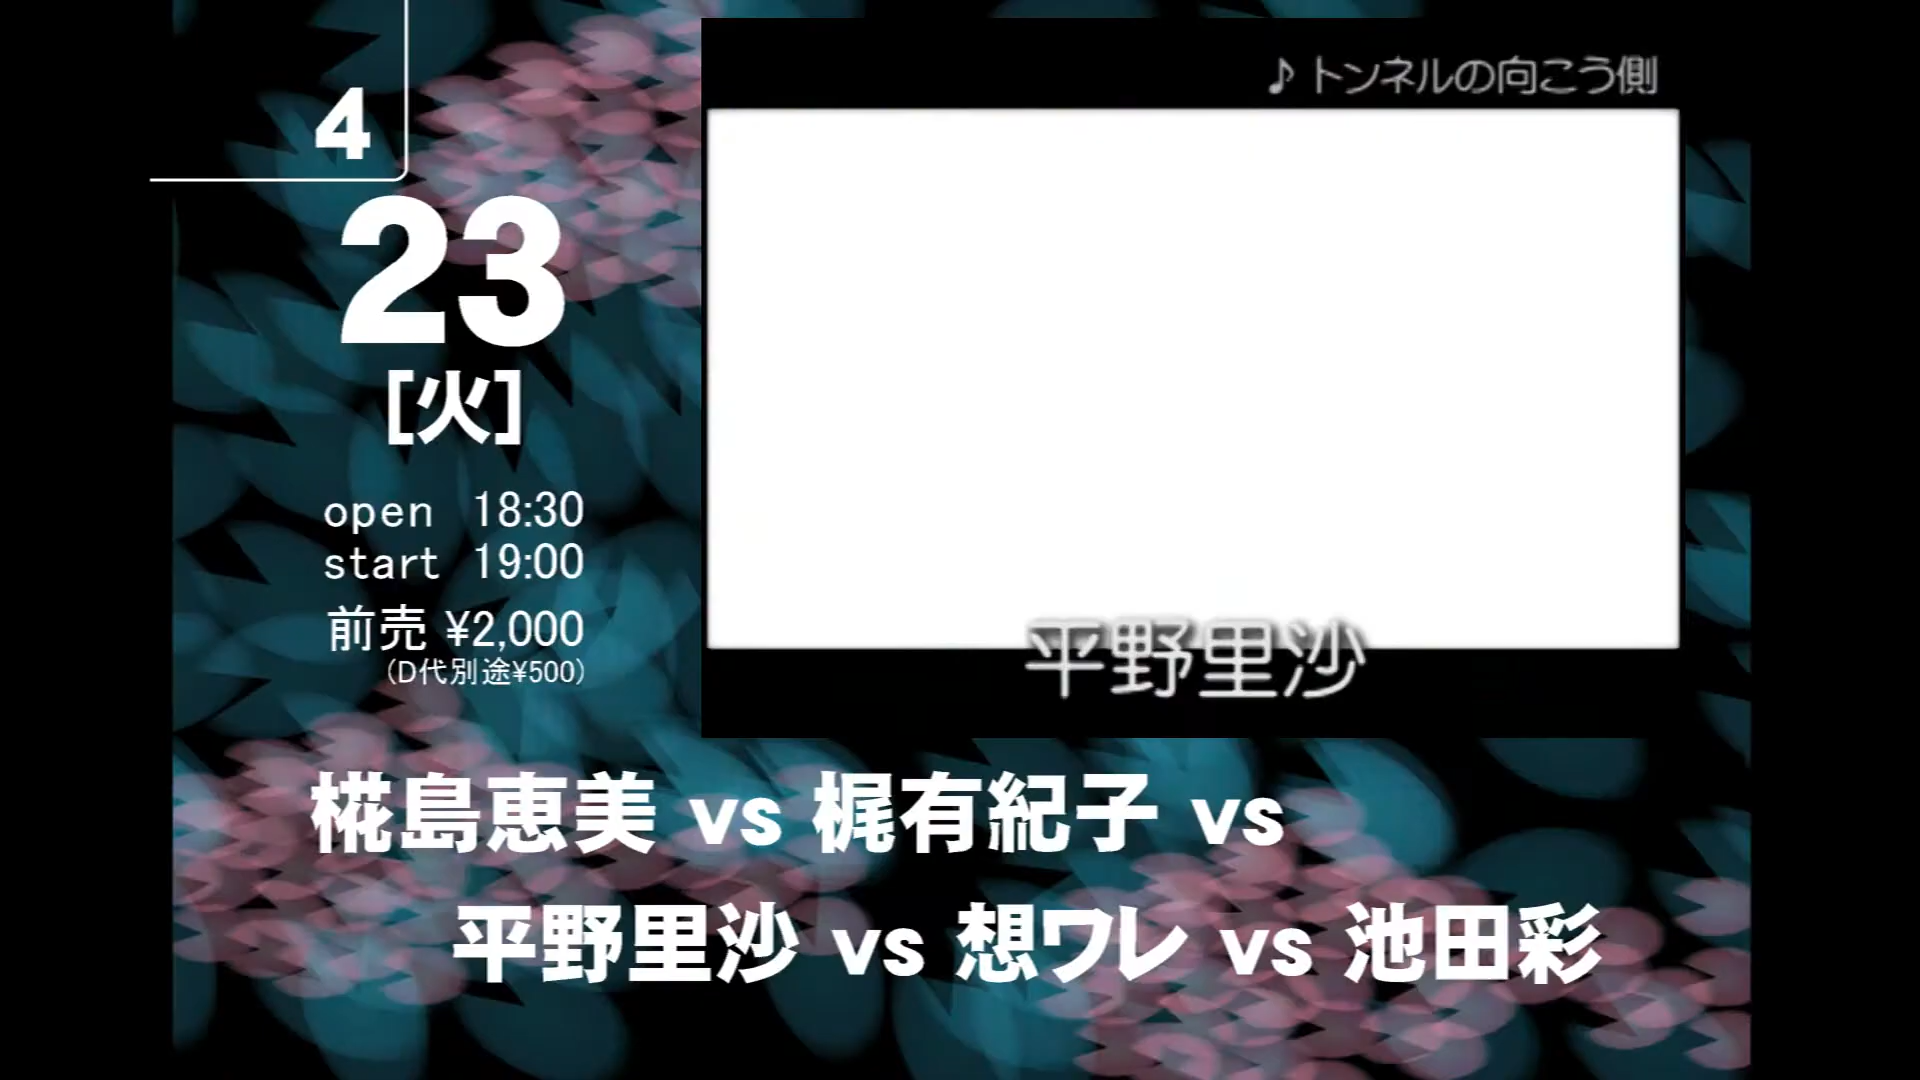 4
23
[火]
open 18:30
start 19:00
前売 ¥2,000
(D代別途¥500)
♪ トンネルの向こう側
平野里沙
椛島恵美 vs 梶有紀子 vs
平野里沙 vs 想ワレ vs 池田彩